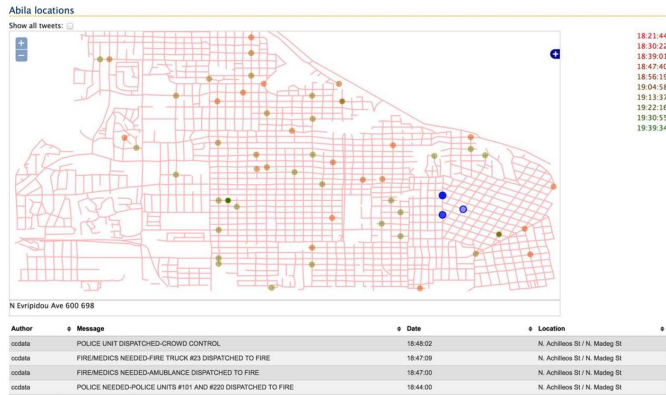 Abila locations
Show all tweets:
+
−
+
18:21:44
18:30:22
18:39:01
18:47:40
18:56:19
19:04:58
19:13:37
19:22:16
19:30:55
19:39:34
N Evripidou Ave 600 698
Author Message Date Location
ccdata POLICE UNIT DISPATCHED-CROWD CONTROL 18:48:02 N. Achilleos St / N. Madeg St
ccdata FIRE/MEDICS NEEDED-FIRE TRUCK #23 DISPATCHED TO FIRE 18:47:09 N. Achilleos St / N. Madeg St
ccdata FIRE/MEDICS NEEDED-AMUBLANCE DISPATCHED TO FIRE 18:47:00 N. Achilleos St / N. Madeg St
ccdata POLICE NEEDED-POLICE UNITS #101 AND #220 DISPATCHED TO FIRE 18:44:00 N. Achilleos St / N. Madeg St